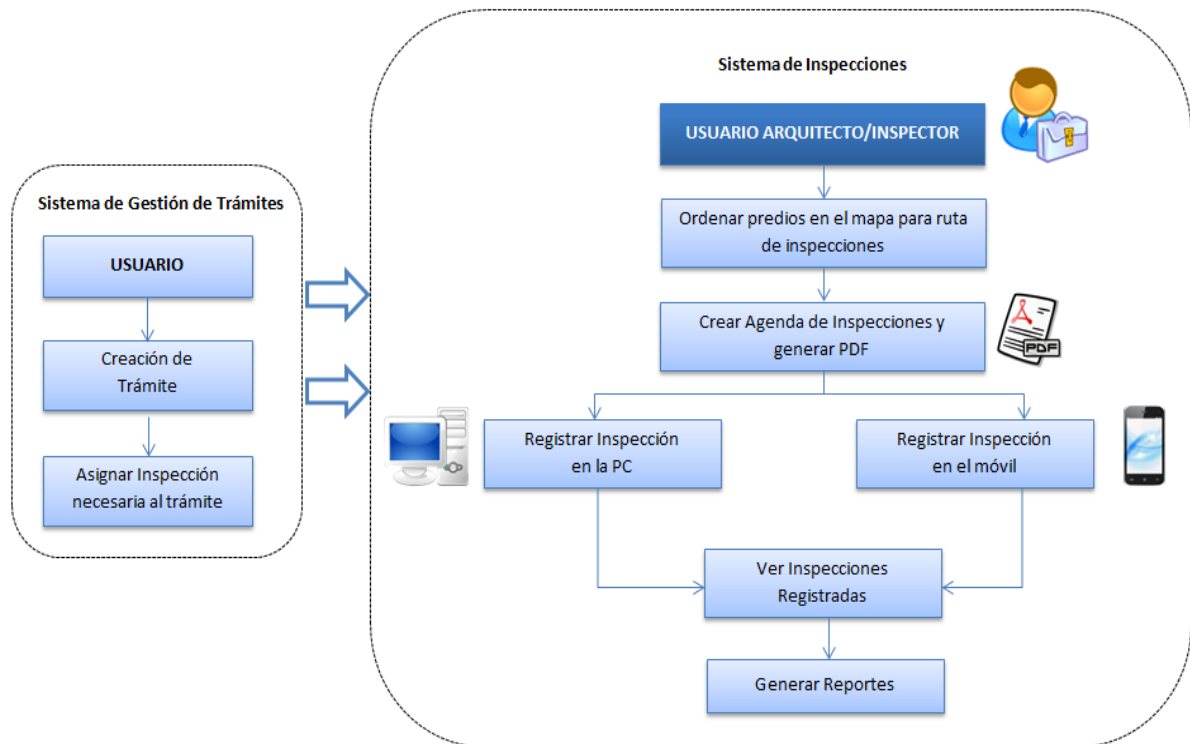 Sistema de Gestión de Trámites
USUARIO
Creación de
Trámite
Asignar Inspección
necesaria al trámite
Sistema de Inspecciones
USUARIO ARQUITECTO/INSPECTOR
Ordenar predios en el mapa para ruta
de inspecciones
Crear Agenda de Inspecciones y
generar PDF
PDF
Registrar Inspección
en la PC
Registrar Inspección
en el móvil
Ver Inspecciones
Registradas
Generar Reportes